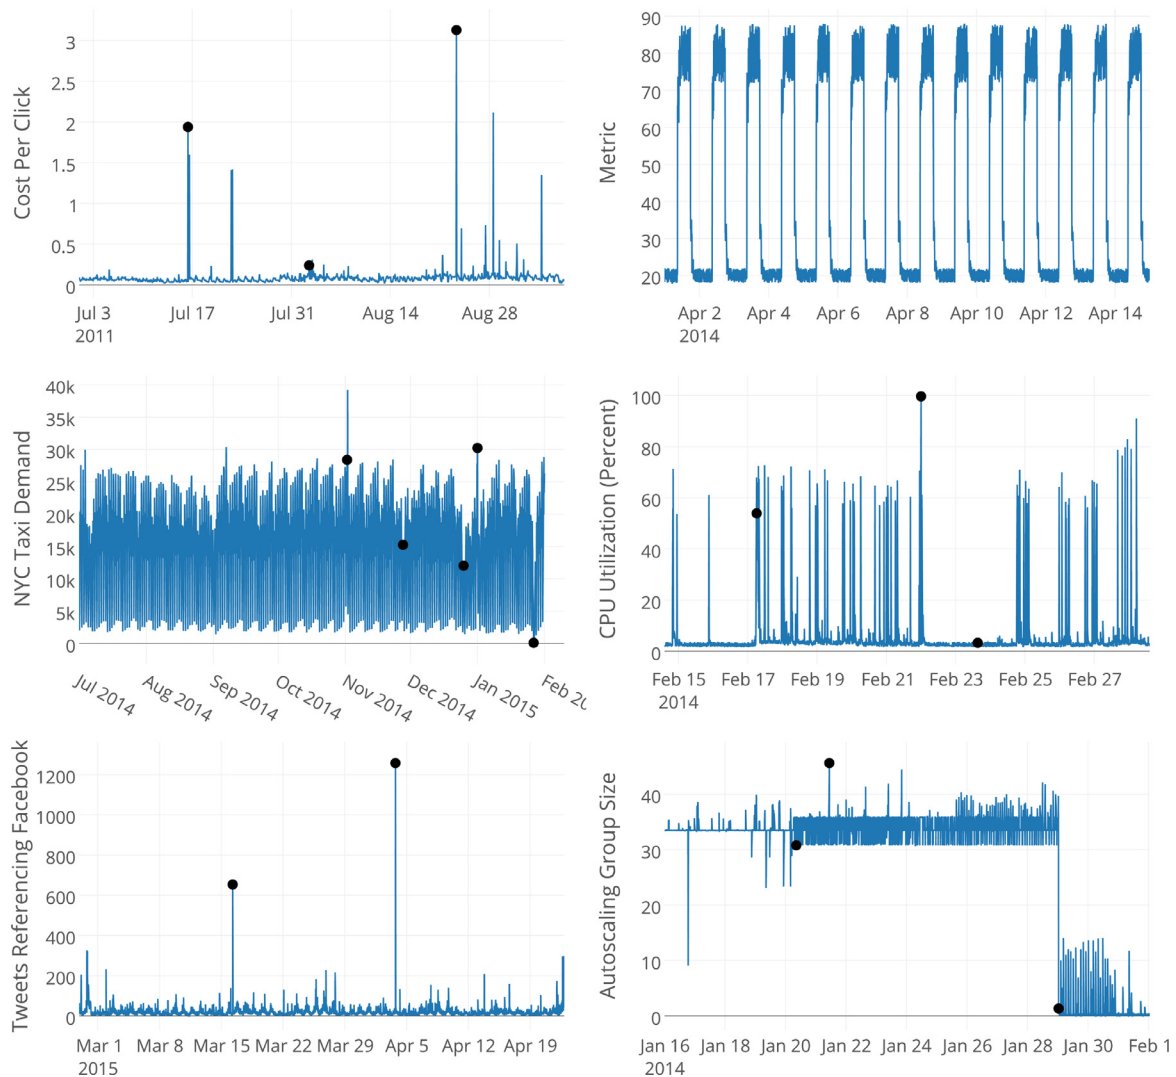 Cost Per Click
3
2.5
2
1.5
1
0.5
0
Jul 3
2011
Jul 17
Jul 31
Aug 14
Aug 28
Metric
90
80
70
60
50
40
30
20
Apr 2
2014
Apr 4
Apr 6
Apr 8
Apr 10
Apr 12
Apr 14
NYC Taxi Demand
40k
35k
30k
25k
20k
15k
10k
5k
0
Jul 2014
Aug 2014
Sep 2014
Oct 2014
Nov 2014
Dec 2014
Jan 2015
Feb 20
CPU Utilization (Percent)
100
80
60
40
20
0
Feb 15
2014
Feb 17
Feb 19
Feb 21
Feb 23
Feb 25
Feb 27
Tweets Referencing Facebook
1200
1000
800
600
400
200
0
Mar 1
2015
Mar 8
Mar 15
Mar 22
Mar 29
Apr 5
Apr 12
Apr 19
Autoscaling Group Size
40
30
20
10
0
Jan 16
2014
Jan 18
Jan 20
Jan 22
Jan 24
Jan 26
Jan 28
Jan 30
Feb 1